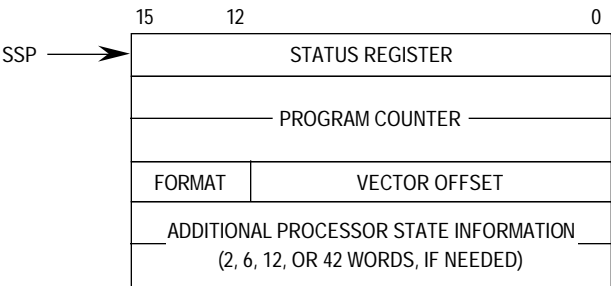 15 12 0
SSP STATUS REGISTER
PROGRAM COUNTER
FORMAT VECTOR OFFSET
ADDITIONAL PROCESSOR STATE INFORMATION
(2, 6, 12, OR 42 WORDS, IF NEEDED)